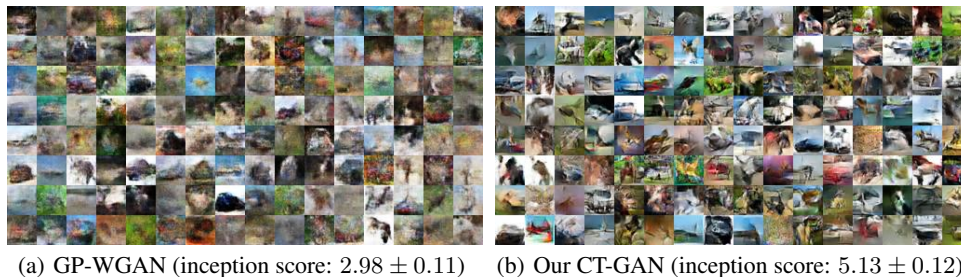 (a) GP-WGAN (inception score: 2.98 ± 0.11)
(b) Our CT-GAN (inception score: 5.13 ± 0.12)